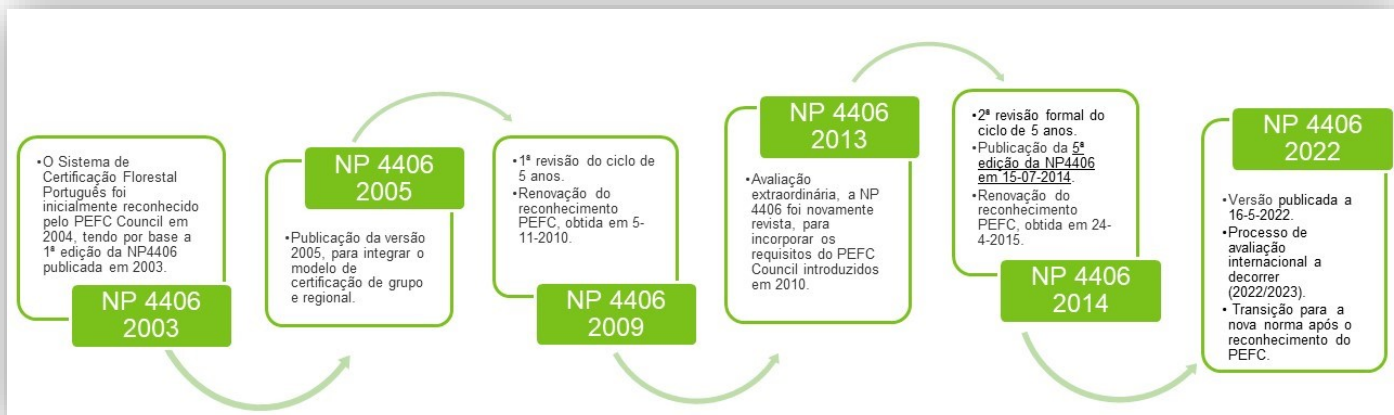 •O Sistema de
Certificação Florestal
Português foi
inicialmente reconhecido
pelo PEFC Council em
2004, tendo por base a
1ª edição da NP4406
publicada em 2003.
NP 4406
2003
NP 4406
2005
•Publicação da versão
2005, para integrar o
modelo de
certificação de grupo
e regional.
•1ª revisão do ciclo de
5 anos.
•Renovação do
reconhecimento
PEFC, obtida em 5-
11-2010.
NP 4406
2009
NP 4406
2013
•Avaliação
extraordinária, a NP
4406 foi novamente
revista, para
incorporar os
requisitos do PEFC
Council introduzidos
em 2010.
•2ª revisão formal do
ciclo de 5 anos.
•Publicação da 5ª
edição da NP4406
em 15-07-2014.
•Renovação do
reconhecimento
PEFC, obtida em 24-
4-2015.
NP 4406
2014
NP 4406
2022
•Versão publicada a
16-5-2022.
•Processo de
avaliação
internacional a
decorrer
(2022/2023).
• Transição para a
nova norma após o
reconhecimento do
PEFC.